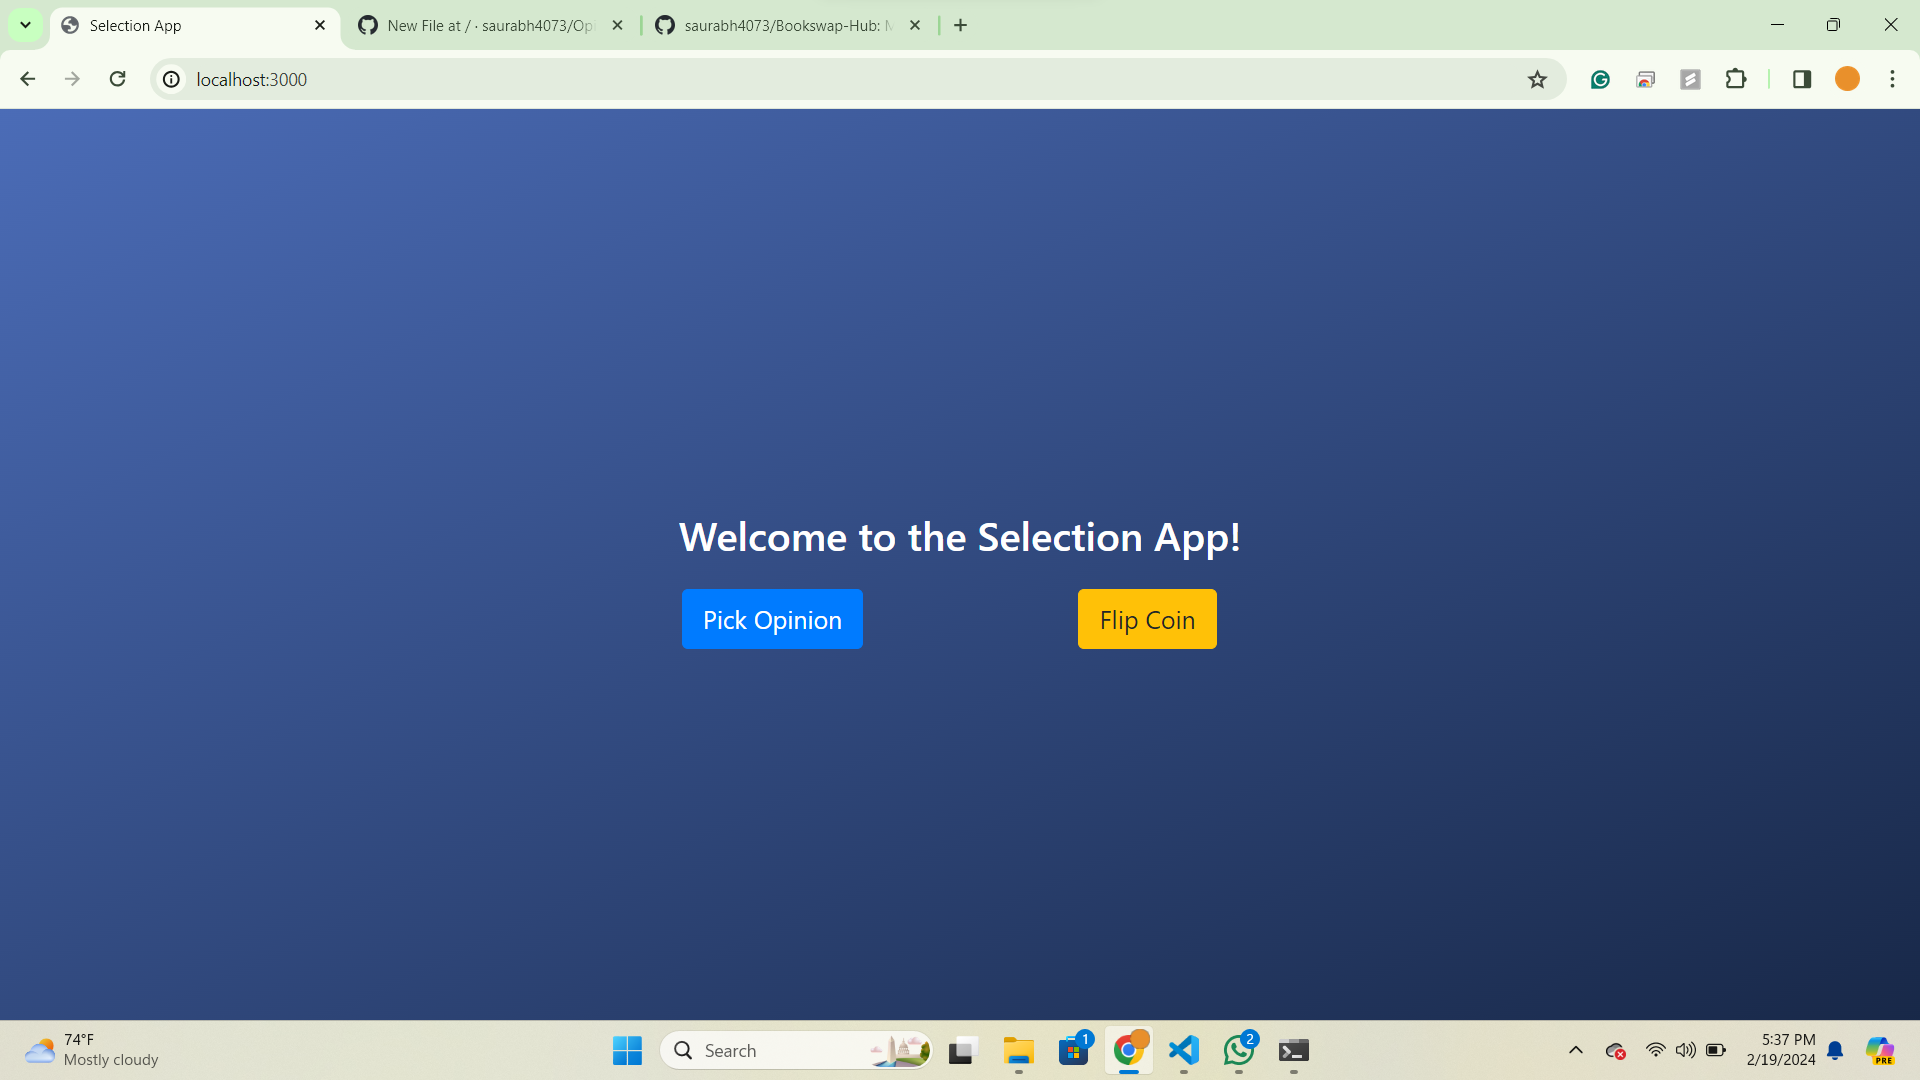 Selection App
New File at / · saurabh4073/Op
saurabh4073/Bookswap-Hub:
localhost:3000
Welcome to the Selection App!
Pick Opinion
Flip Coin
74°F
Mostly cloudy
Search
1
2
PRE
5:37 PM
2/19/2024